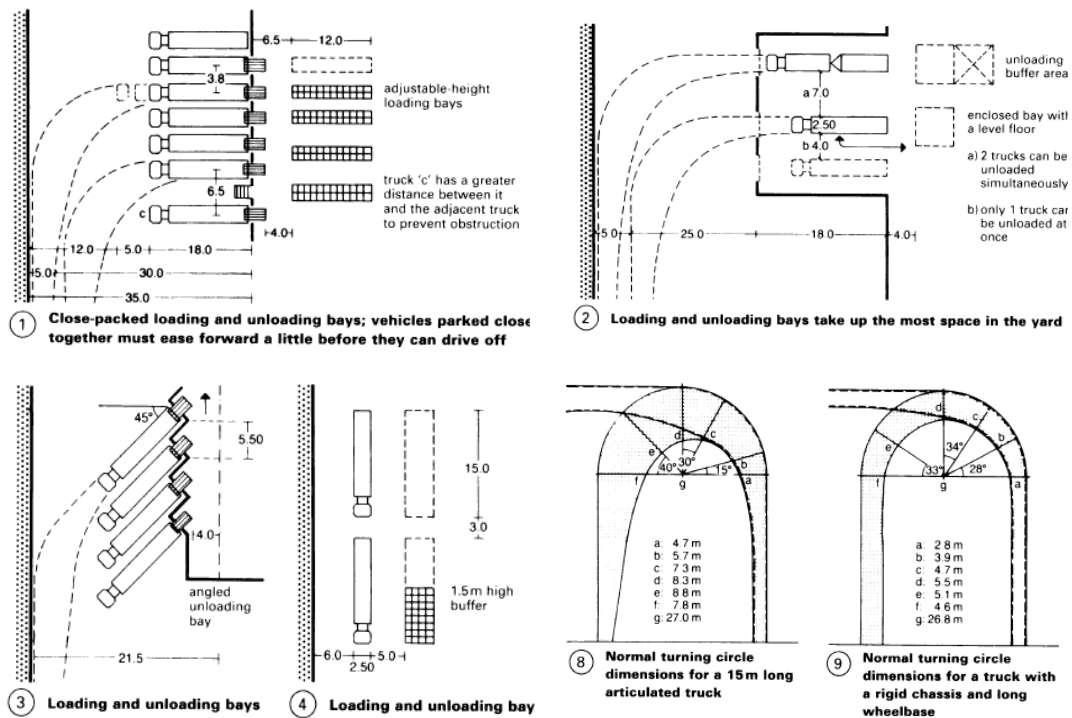 6.5
12.0
3.8
adjustable-height
loading bays
6.5
truck 'c' has a greater
distance between it
and the adjacent truck
to prevent obstruction
c
4.0
12.0
5.0
18.0
5.0
30.0
35.0
1
Close-packed loading and unloading bays; vehicles parked close
together must ease forward a little before they can drive off
a 7.0
2.50
b 4.0
unloading
buffer area
enclosed bay with
a level floor
a) 2 trucks can be
unloaded
simultaneously
b) only 1 truck can
be unloaded at
once
5.0
25.0
18.0
4.0
2
Loading and unloading bays take up the most space in the yard
45°
5.50
4.0
angled
unloading
bay
21.5
3
Loading and unloading bays
15.0
3.0
1.5m high
buffer
6.0
2.50
5.0
4
Loading and unloading bay
d
c
e
40°
30°
15°
b
f
g
a
a: 4.7 m
b: 5.7 m
c: 7.3 m
d: 8.3 m
e: 8.8 m
f: 7.8 m
g: 27.0 m
8
Normal turning circle
dimensions for a 15m long
articulated truck
d
c
e
34°
b
33°
28°
f
g
a
a: 2.8 m
b: 3.9 m
c: 4.7 m
d: 5.5 m
e: 5.1 m
f: 4.6 m
g: 26.8 m
9
Normal turning circle
dimensions for a truck with
a rigid chassis and long
wheelbase